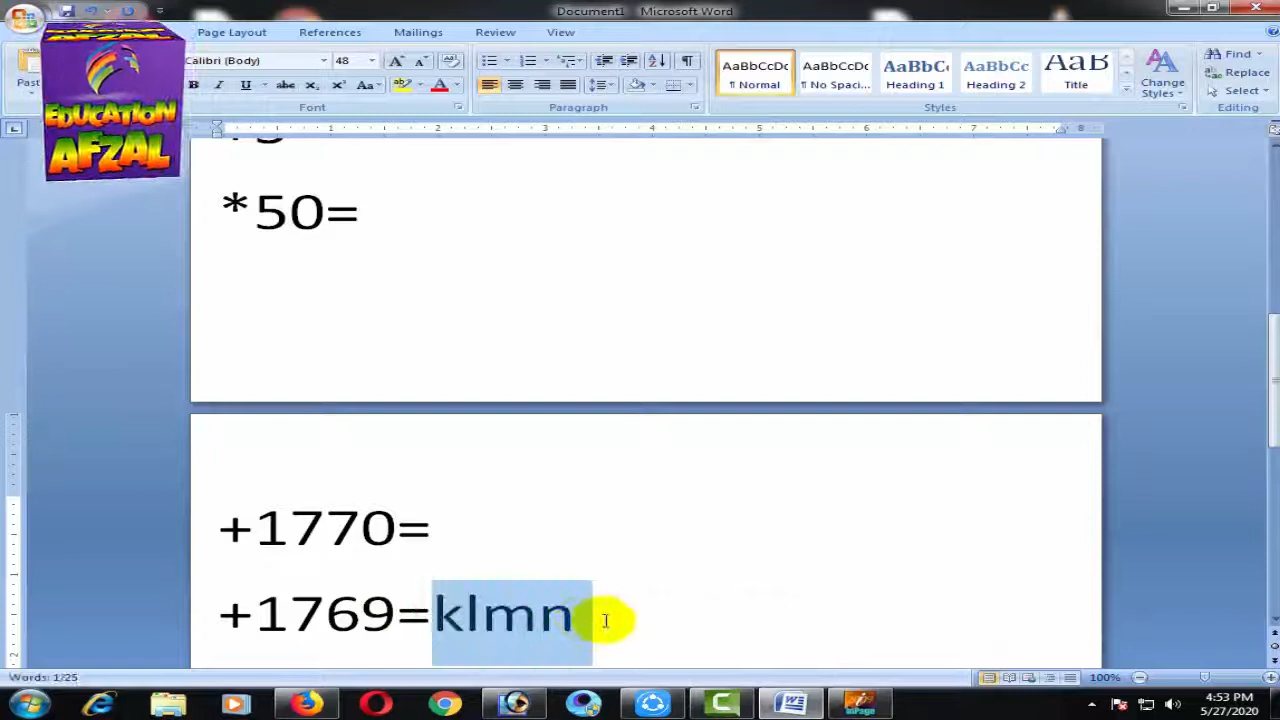 Document1 - Microsoft Word
Page Layout References Mailings Review View
Calibri (Body) 48
Past
Font Paragraph Styles Editing
AaBbCcDc AaBbCcDc AaBbC AaBbCc AaB
¶ Normal ¶ No Spaci... Heading 1 Heading 2 Title
Change Styles
Find
Replace
Select
EDUCATION
AFZAL
*50=
+1770=
+1769=klmn
Words: 1/25
100%
4:53 PM
5/27/2020